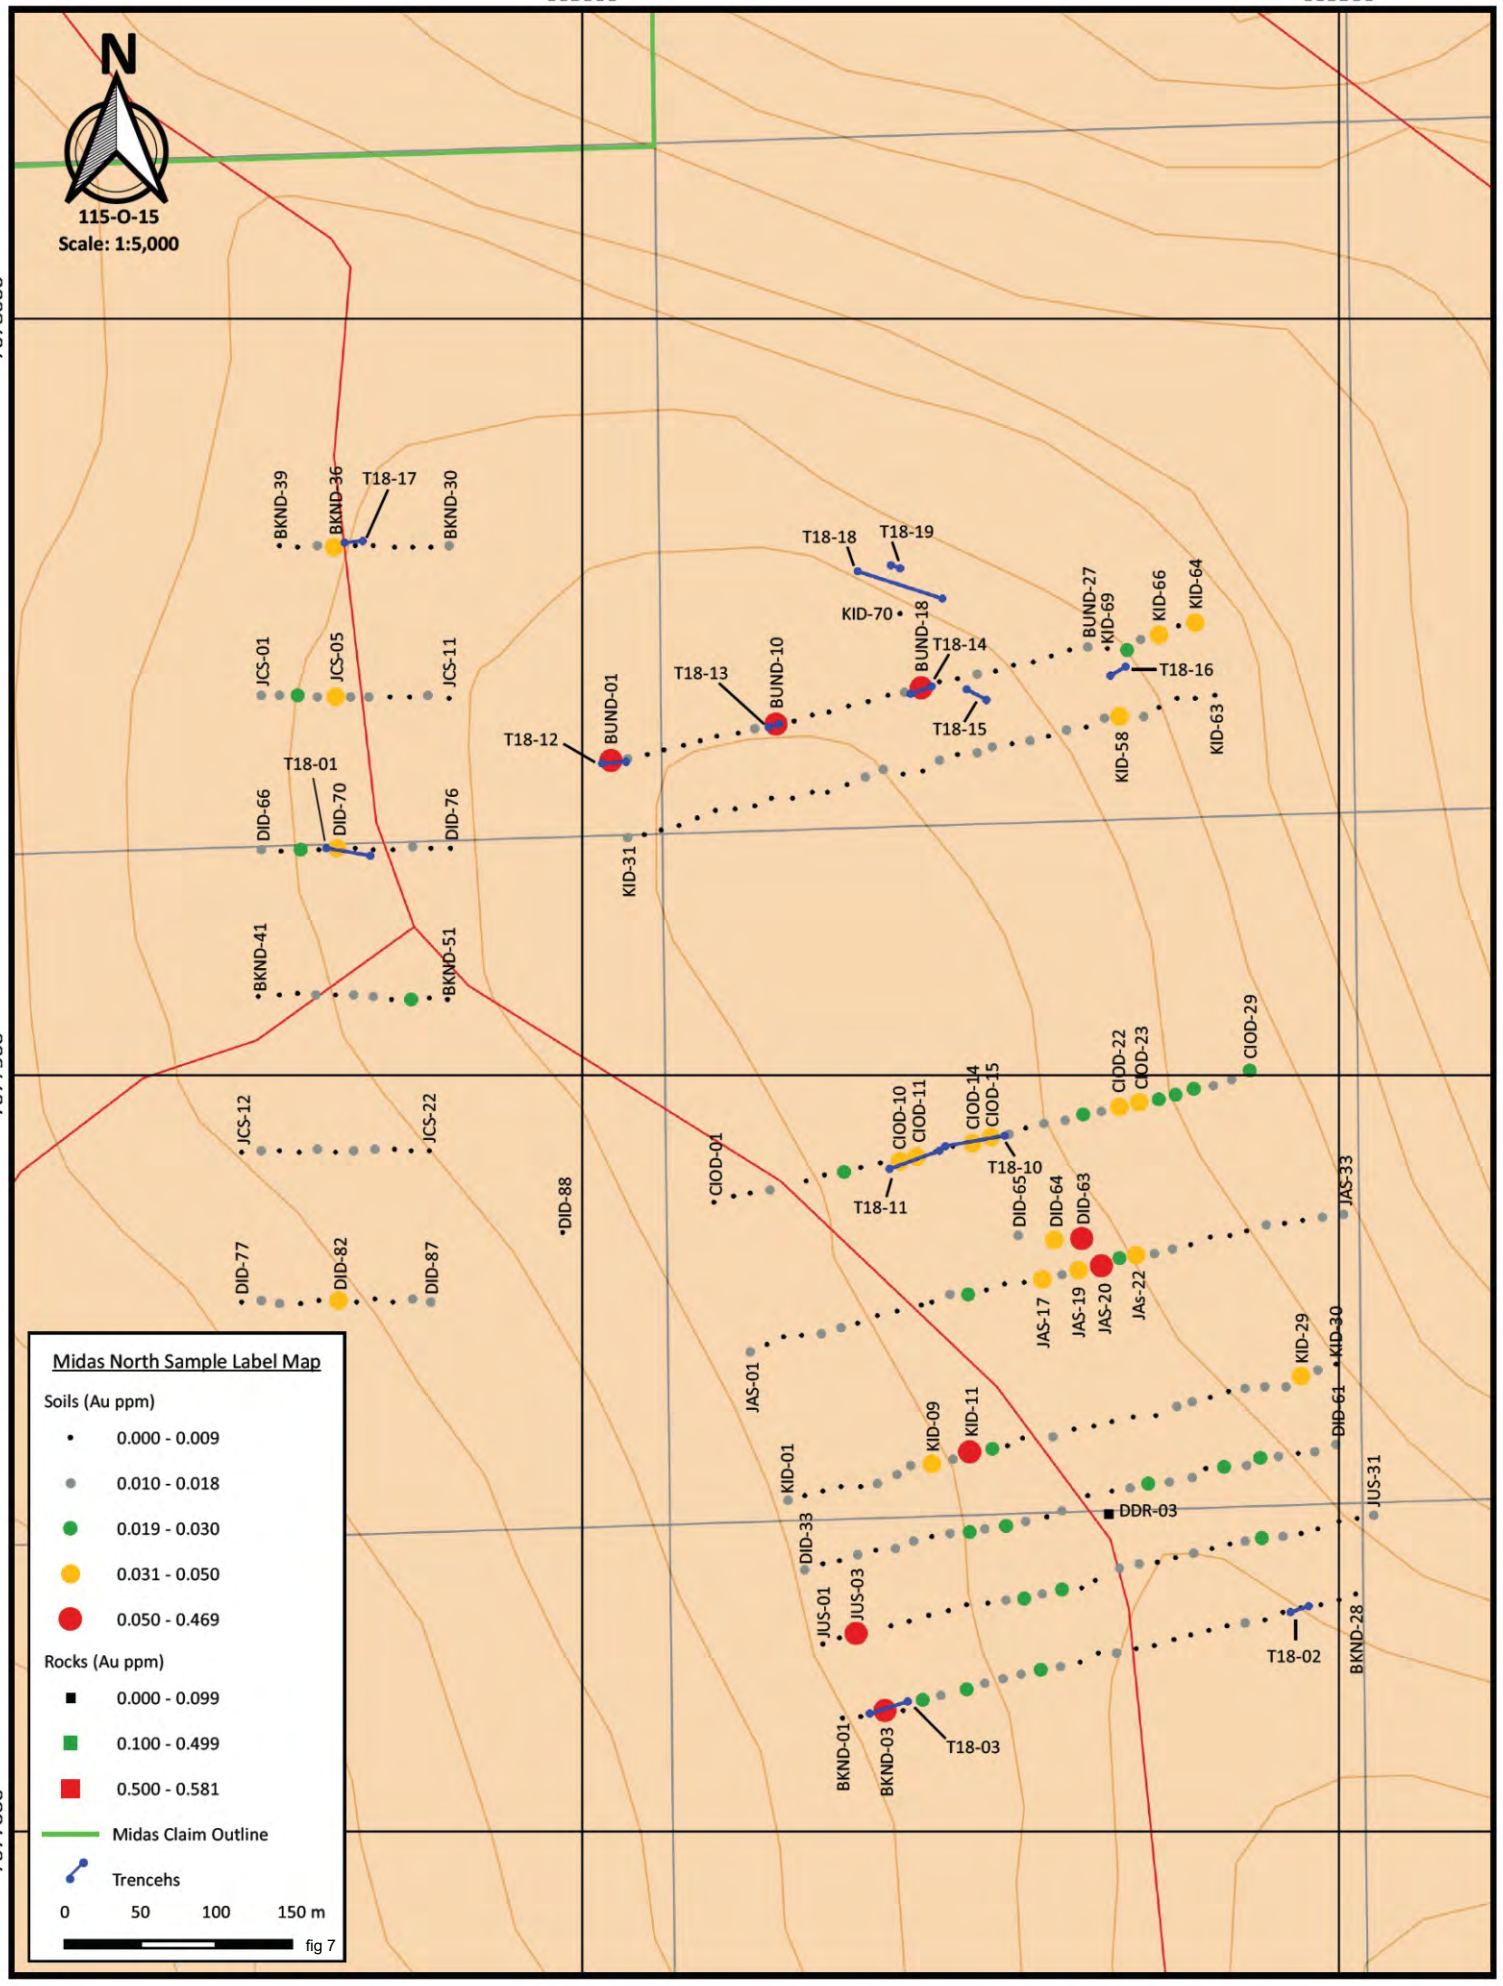 N
115-O-15
Scale: 1:5,000
BKND-39
BKND-36
T18-17
BKND-30
T18-18
T18-19
KID-70
BUND-18
T18-14
BUND-27
KID-69
KID-66
KID-64
T18-16
T18-15
KID-58
KID-63
JCS-01
JCS-05
JCS-11
T18-13
BUND-10
BUND-01
T18-12
T18-01
DID-66
DID-70
DID-76
KID-31
BKND-41
BKND-51
CIOD-10
CIOD-11
CIOD-14
CIOD-15
CIOD-22
CIOD-23
CIOD-29
JCS-12
JCS-22
CIOD-01
T18-10
T18-11
DID-88
DID-65
DID-64
DID-63
JAS-33
DID-77
DID-82
DID-87
JAS-01
JAS-17
JAS-19
JAS-20
JAs-22
KID-29
KID-30
KID-09
KID-11
KID-01
DID-61
DID-33
DDR-03
JUS-31
JUS-01
JUS-03
T18-02
BKND-28
BKND-01
BKND-03
T18-03
Midas North Sample Label Map
Soils (Au ppm)
0.000 - 0.009
0.010 - 0.018
0.019 - 0.030
0.031 - 0.050
0.050 - 0.469
Rocks (Au ppm)
0.000 - 0.099
0.100 - 0.499
0.500 - 0.581
Midas Claim Outline
Trencehs
0 50 100 150 m
fig 7